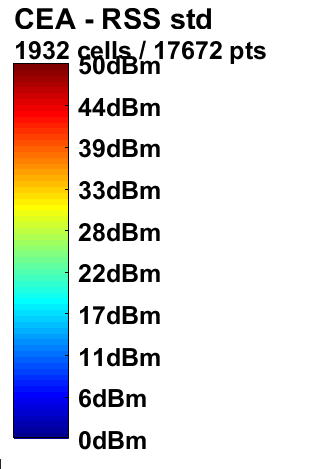 CEA - RSS std
1932 cells / 17672 pts
50dBm
44dBm
39dBm
33dBm
28dBm
22dBm
17dBm
11dBm
6dBm
0dBm